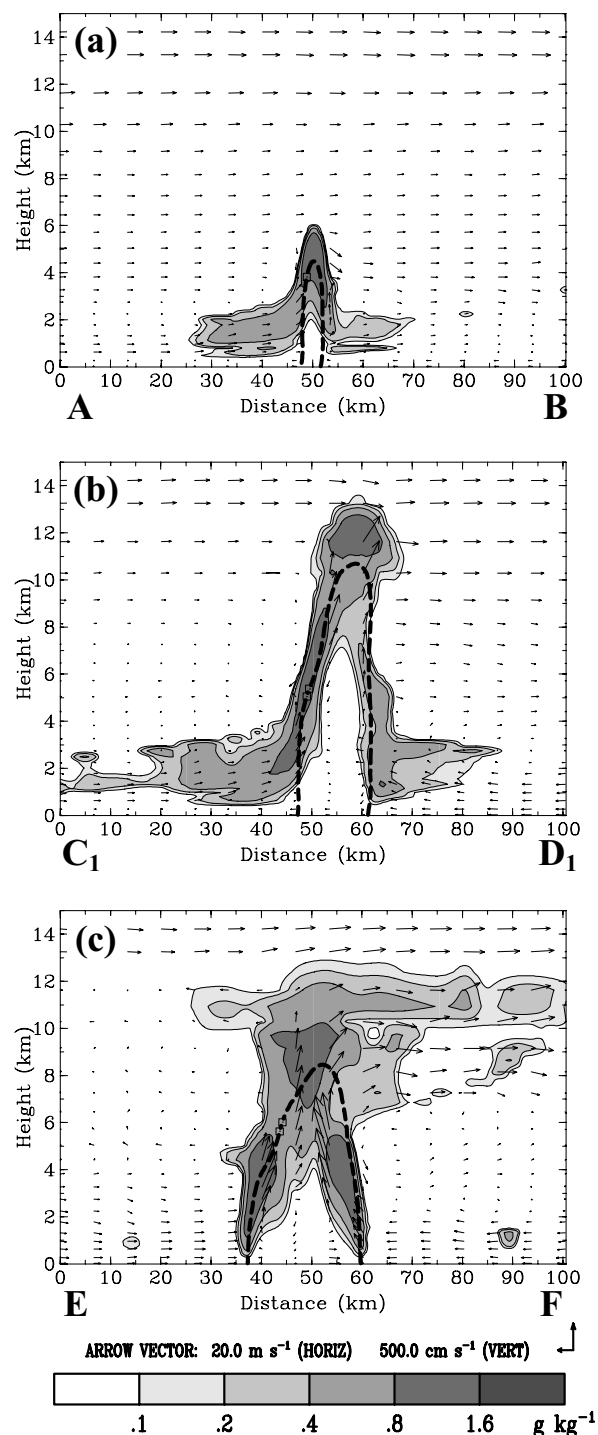 14
(a)
12
10
Height (km)
8
6
4
2
0
0 10 20 30 40 50 60 70 80 90 100
A Distance (km) B
14
(b)
12
10
Height (km)
8
6
4
2
0
0 10 20 30 40 50 60 70 80 90 100
C1 Distance (km) D1
14
(c)
12
10
Height (km)
8
6
4
2
0
0 10 20 30 40 50 60 70 80 90 100
E Distance (km) F
ARROW VECTOR: 20.0 m s⁻¹ (HORIZ) 500.0 cm s⁻¹ (VERT)
.1 .2 .4 .8 1.6 g kg⁻¹